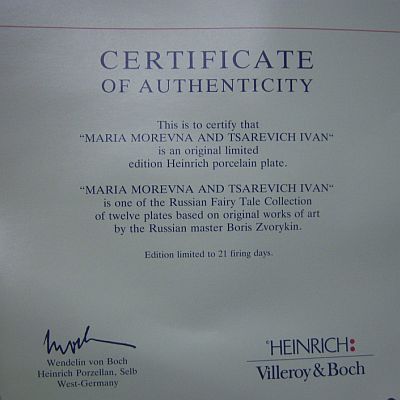 CERTIFICATE
OF AUTHENTICITY
This is to certify that
“MARIA MOREVNA AND TSAREVICH IVAN“
is an original limited
edition Heinrich porcelain plate.
“MARIA MOREVNA AND TSAREVICH IVAN“
is one of the Russian Fairy Tale Collection
of twelve plates based on original works of art
by the Russian master Boris Zvorykin.
Edition limited to 21 firing days.
Wendelin von Boch
Heinrich Porzellan, Selb
West-Germany
©HEINRICH:
Villeroy & Boch